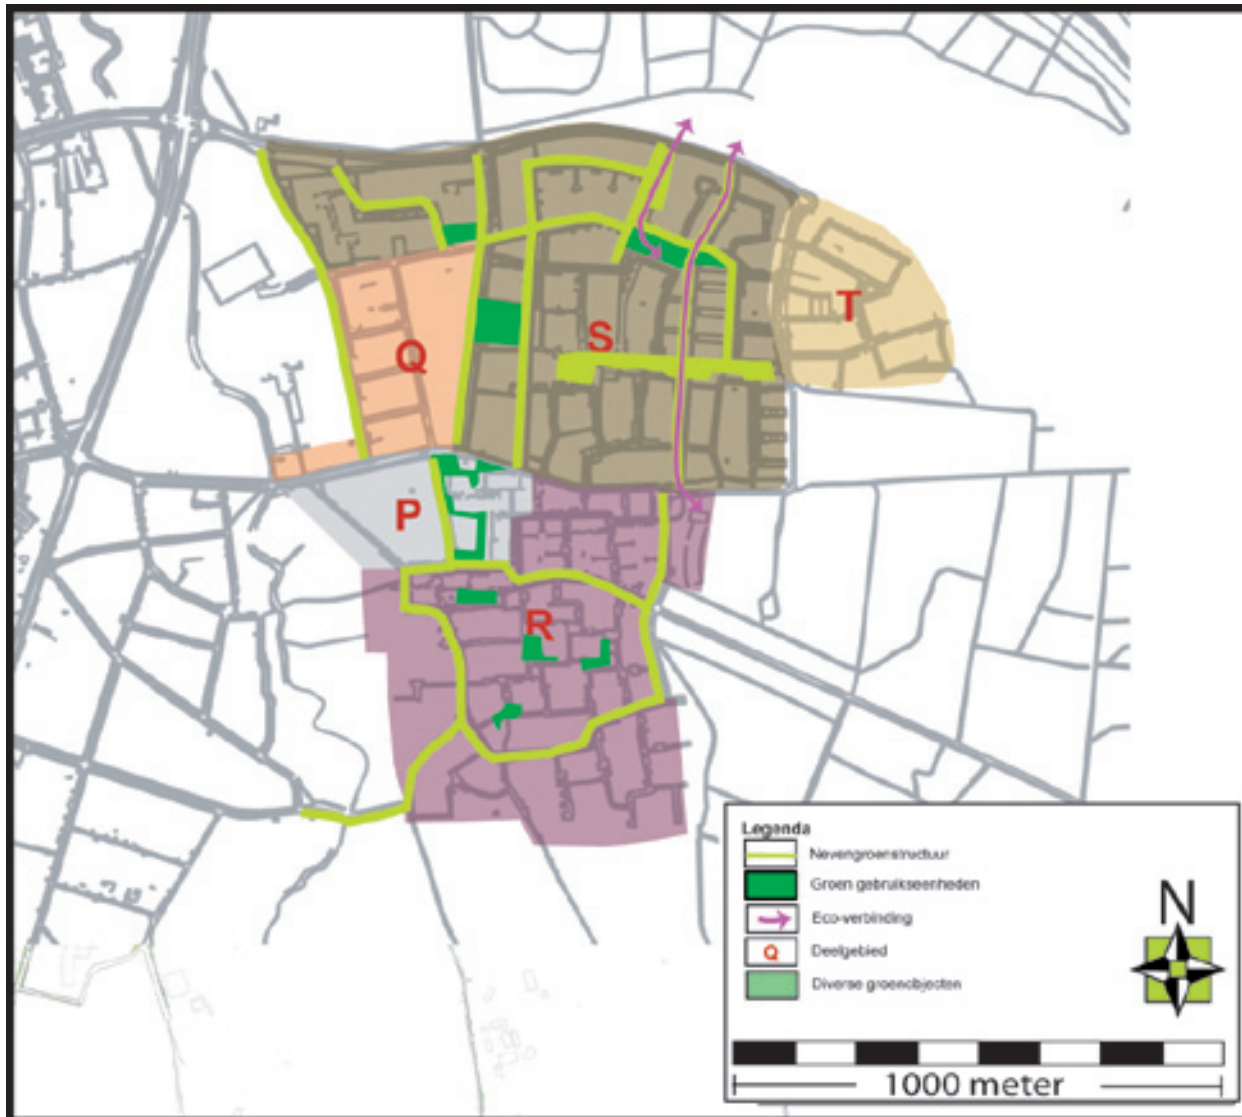 T
S
Q
P
R
Legenda
Nevengroenstructuur
Groen gebruikseenheden
Eco-verbinding
Q Deelgebied
Diverse groenobjecten
N
1000 meter